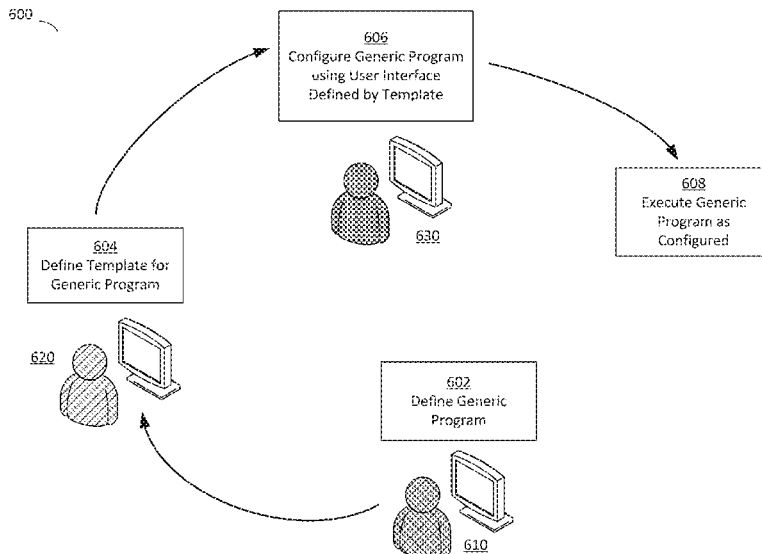 600
606
Configure Generic Program
using User Interface
Defined by Template
608
Execute Generic
Program as
Configured
630
604
Define Template for
Generic Program
620
602
Define Generic
Program
610